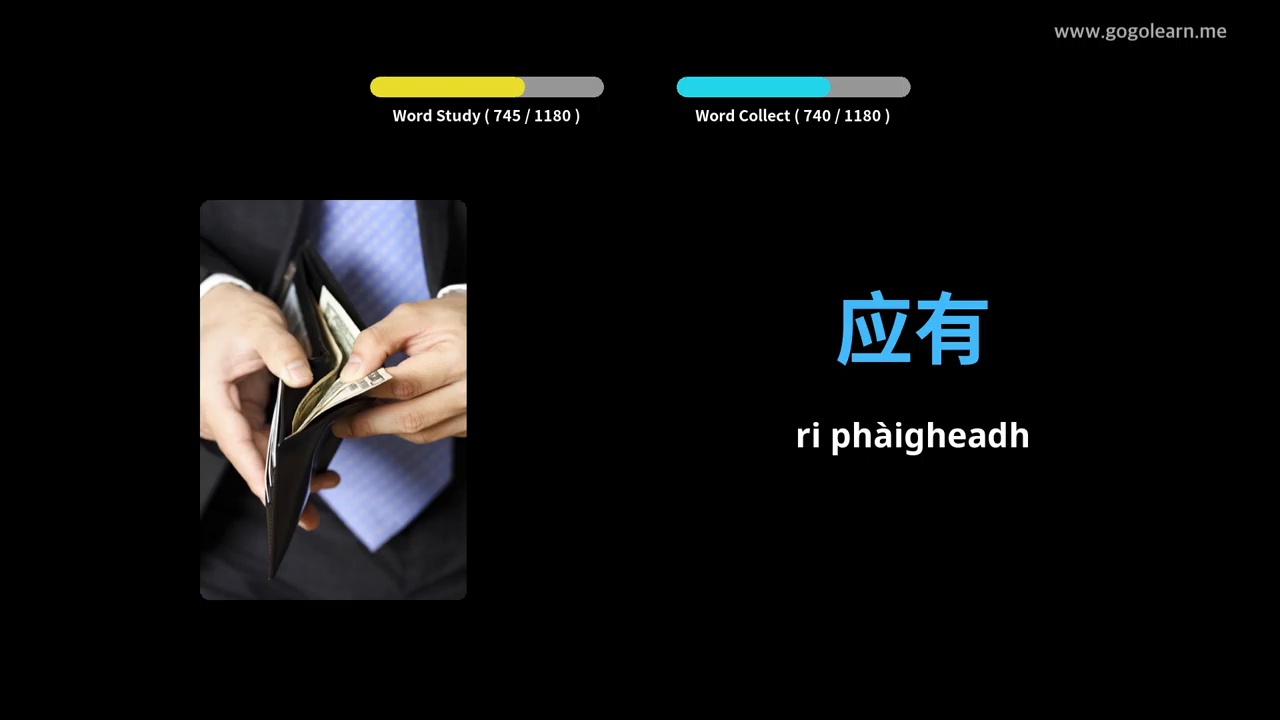 www.gogolearn.me
Word Study ( 745 / 1180 )
Word Collect ( 740 / 1180 )
应有
ri phàigheadh